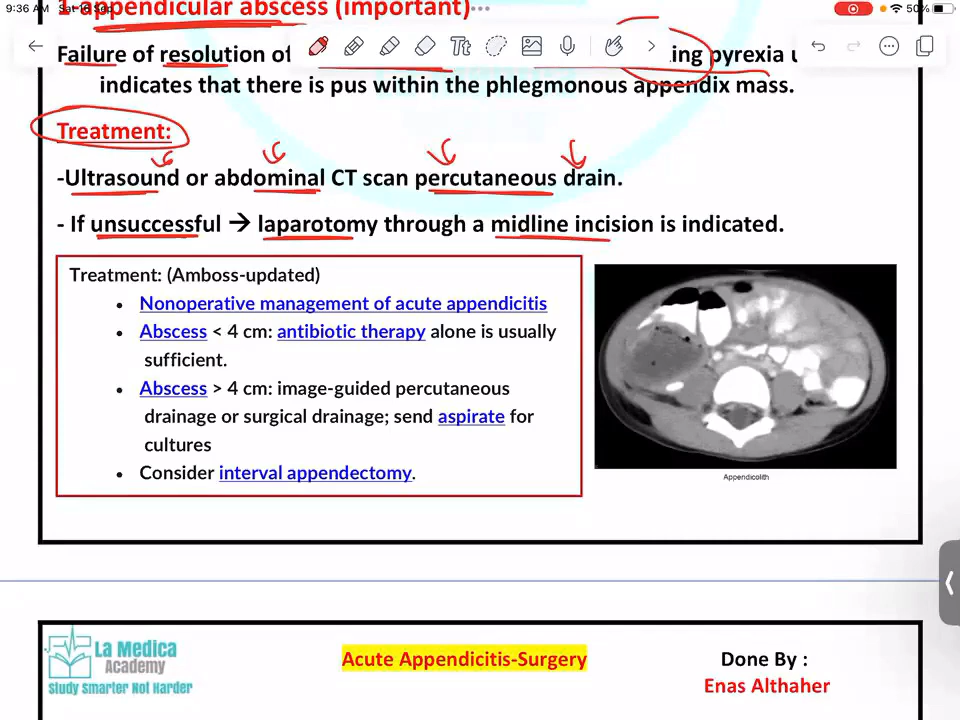 9:36 AM Sat 16 Sep
50%
Appendicular abscess (important)
Failure of resolution of
king pyrexia
indicates that there is pus within the phlegmonous appendix mass.
Treatment:
-Ultrasound or abdominal CT scan percutaneous drain.
- If unsuccessful → laparotomy through a midline incision is indicated.
Treatment: (Amboss-updated)
• Nonoperative management of acute appendicitis
• Abscess < 4 cm: antibiotic therapy alone is usually
sufficient.
• Abscess > 4 cm: image-guided percutaneous
drainage or surgical drainage; send aspirate for
cultures
• Consider interval appendectomy.
Appendicolith
La Medica
Academy
Study Smarter Not Harder
Acute Appendicitis-Surgery
Done By :
Enas Althaher